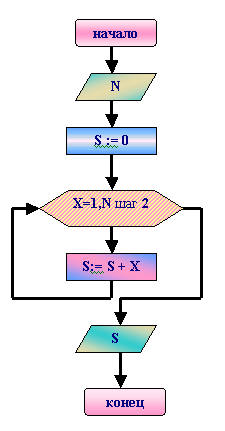 начало
N
S := 0
X=1,N шаг 2
S:= S + X
S
конец